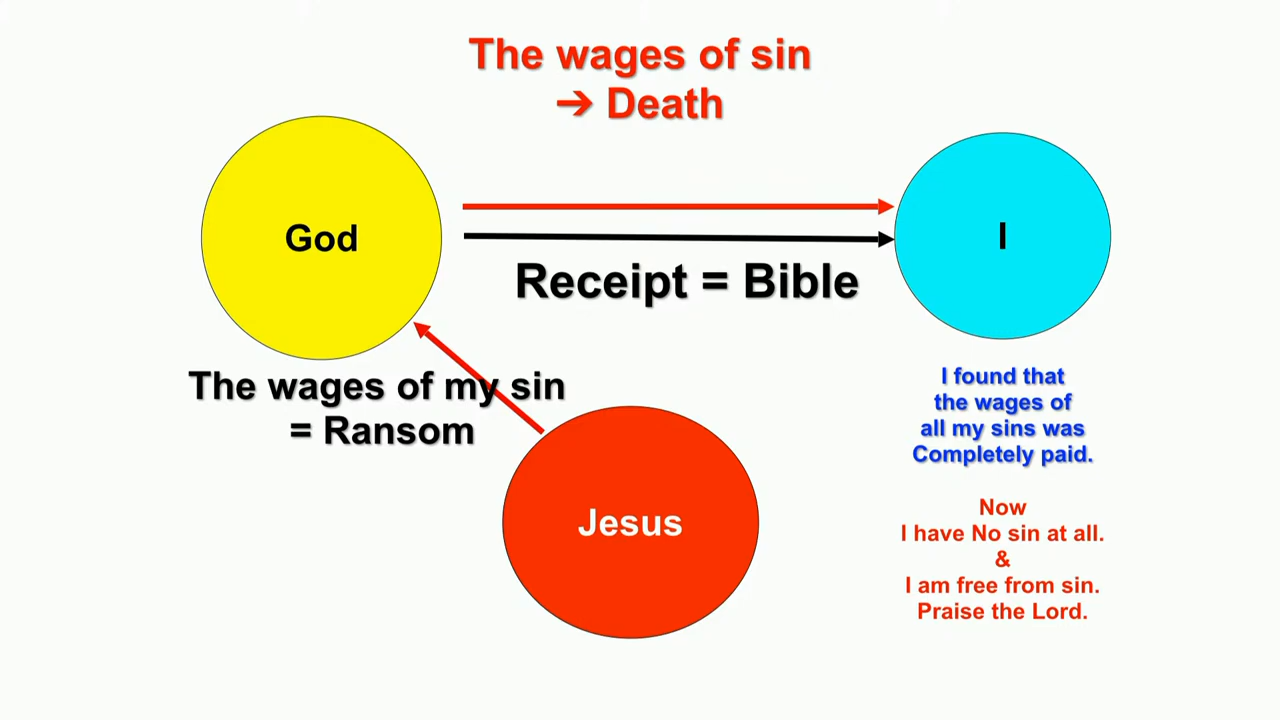 The wages of sin
➔ Death
God
I
Receipt = Bible
The wages of my sin
= Ransom
Jesus
I found that
the wages of
all my sins was
Completely paid.
Now
I have No sin at all.
&
I am free from sin.
Praise the Lord.